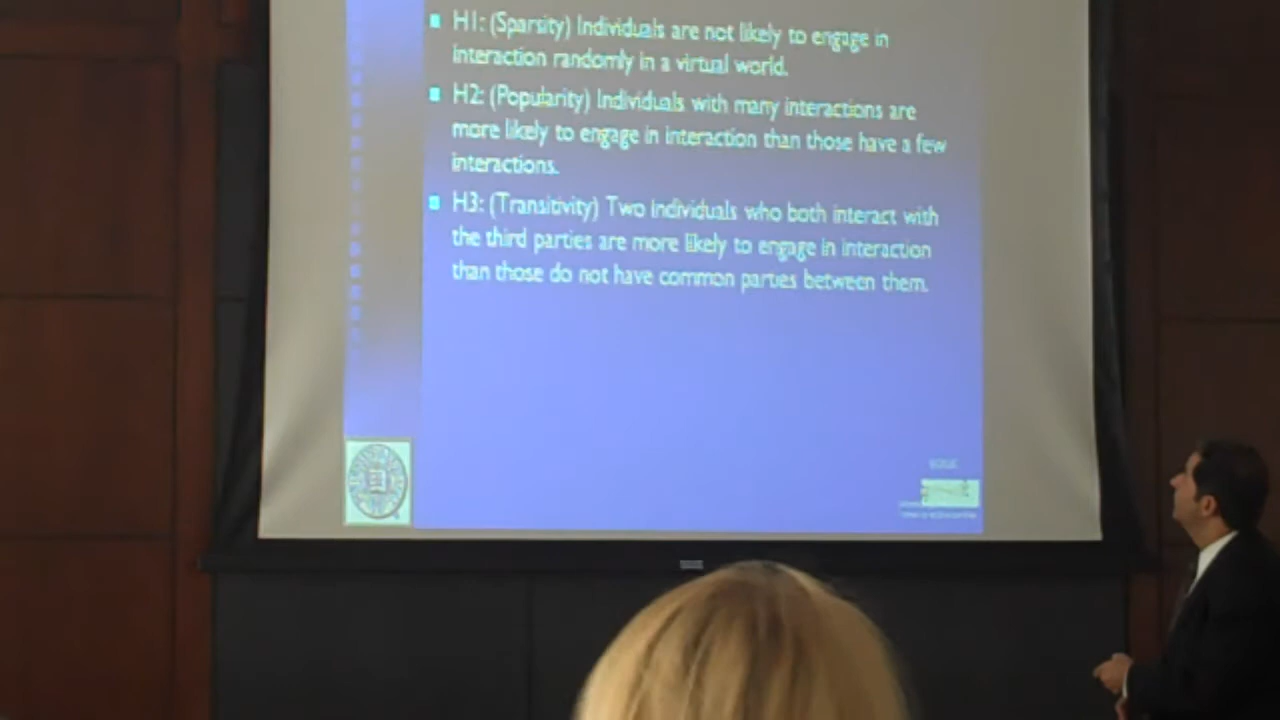 H1: (Sparsity) Individuals are not likely to engage in
interaction randomly in a virtual world.
H2: (Popularity) Individuals with many interactions are
more likely to engage in interaction than those have a few
interactions.
H3: (Transitivity) Two individuals who both interact with
the third parties are more likely to engage in interaction
than those do not have common parties between them.